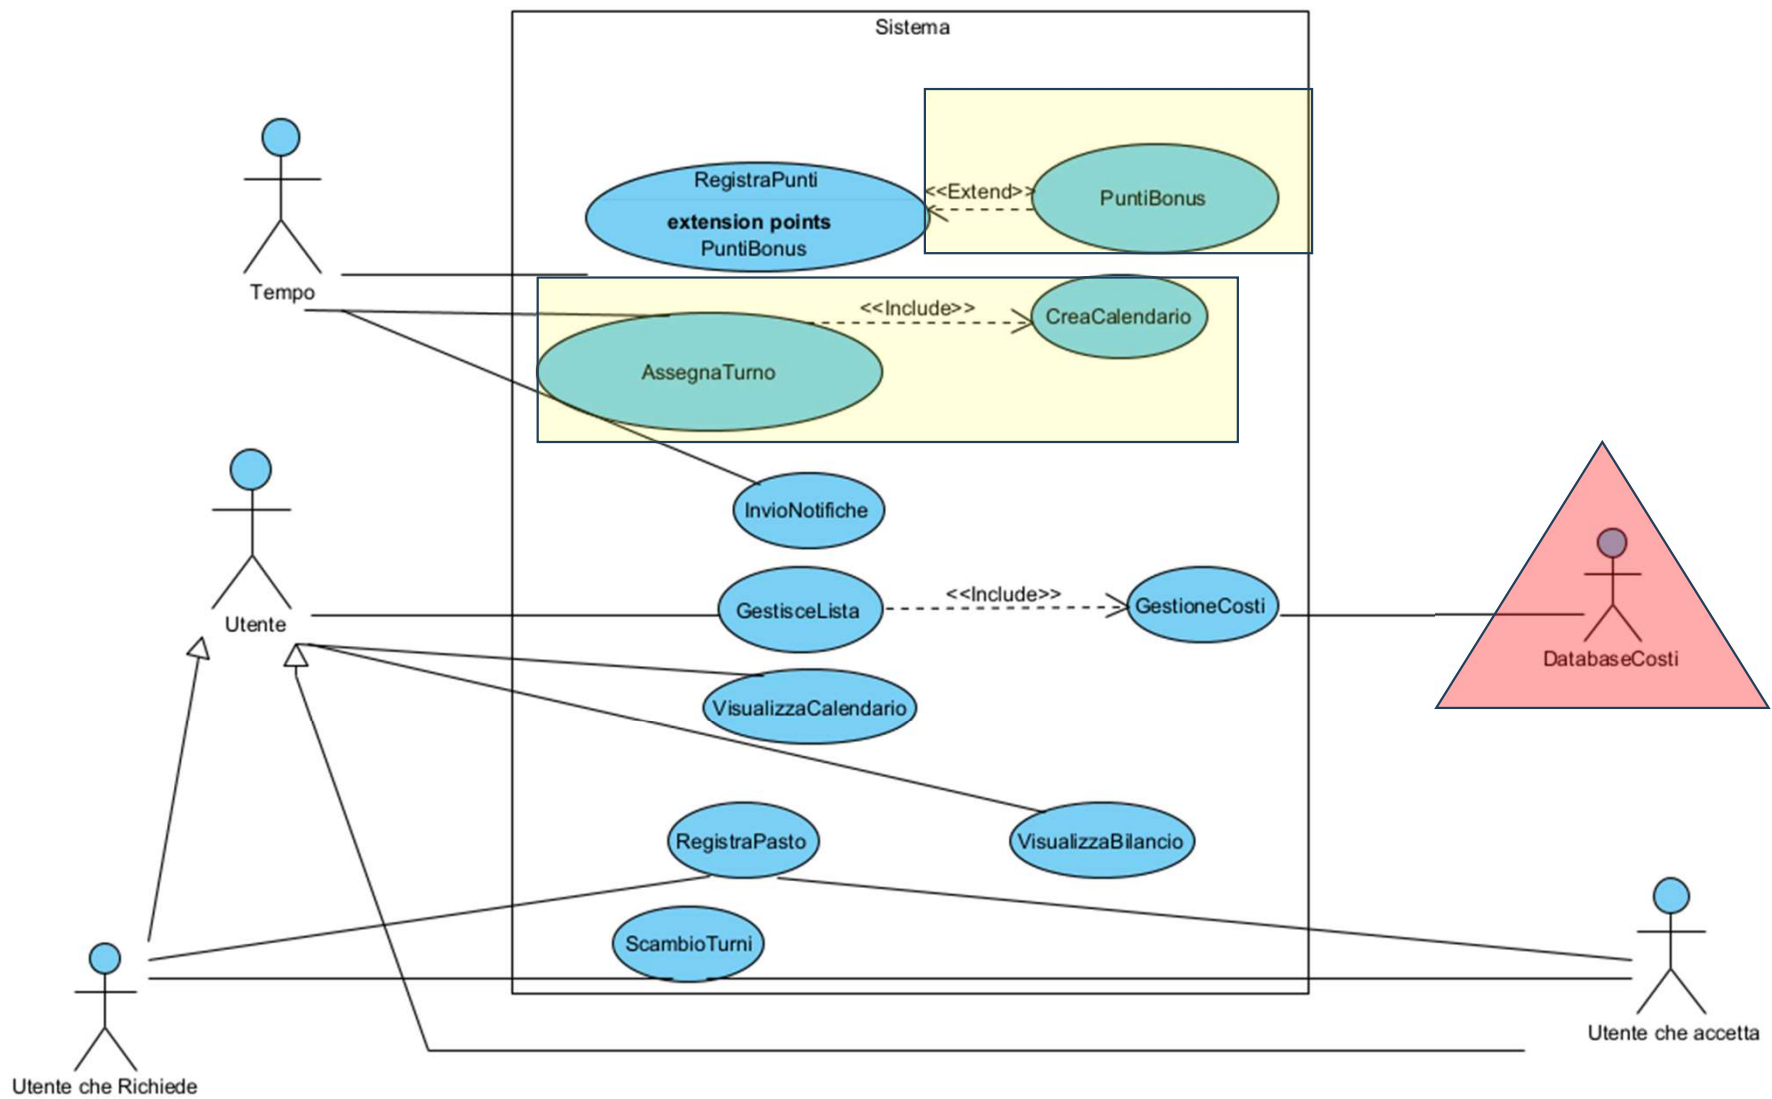 Sistema
RegistraPunti
extension points
PuntiBonus
<<Extend>>
PuntiBonus
Tempo
<<Include>>
CreaCalendario
AssegnaTurno
InvioNotifiche
Utente
GestisceLista
<<Include>>
GestioneCosti
DatabaseCosti
VisualizzaCalendario
RegistraPasto
VisualizzaBilancio
ScambioTurni
Utente che accetta
Utente che Richiede